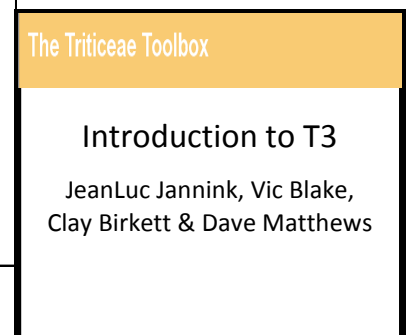 The Triticeae Toolbox
Introduction to T3
JeanLuc Jannink, Vic Blake,
Clay Birkett & Dave Matthews